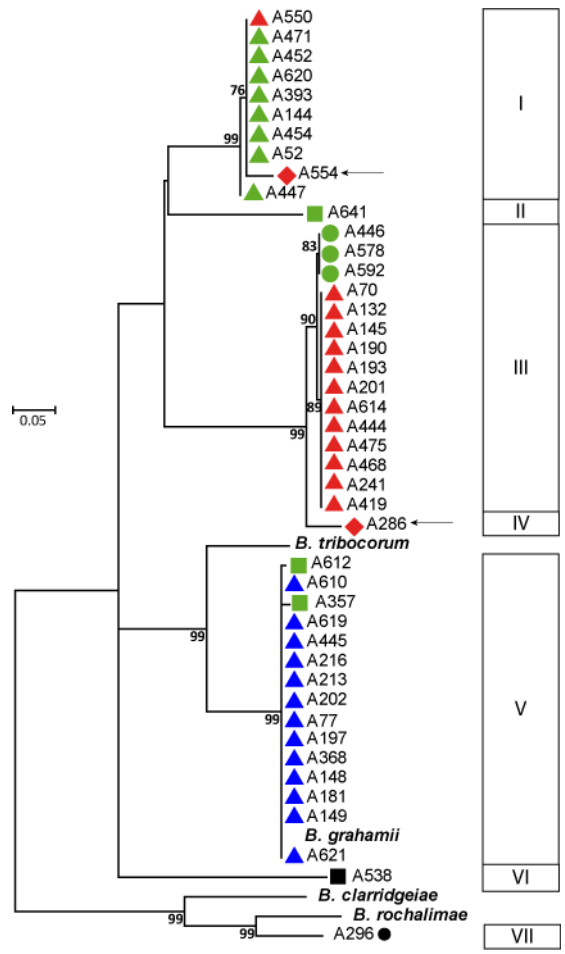 A550
A471
A452
A620
76
A393
A144
I
99
A454
A52
A554
A447
A641
II
A446
83
A578
A592
A70
A132
90
A145
A190
A193
III
A201
0.05
89
A614
A444
99
A475
A468
A241
A419
A286
IV
B. tribocorum
A612
A610
A357
A619
99
A445
A216
A213
A202
V
99
A77
A197
A368
A148
A181
A149
B. grahamii
A621
A538
VI
B. clarridgeiae
99
B. rochalimae
99
A296
VII